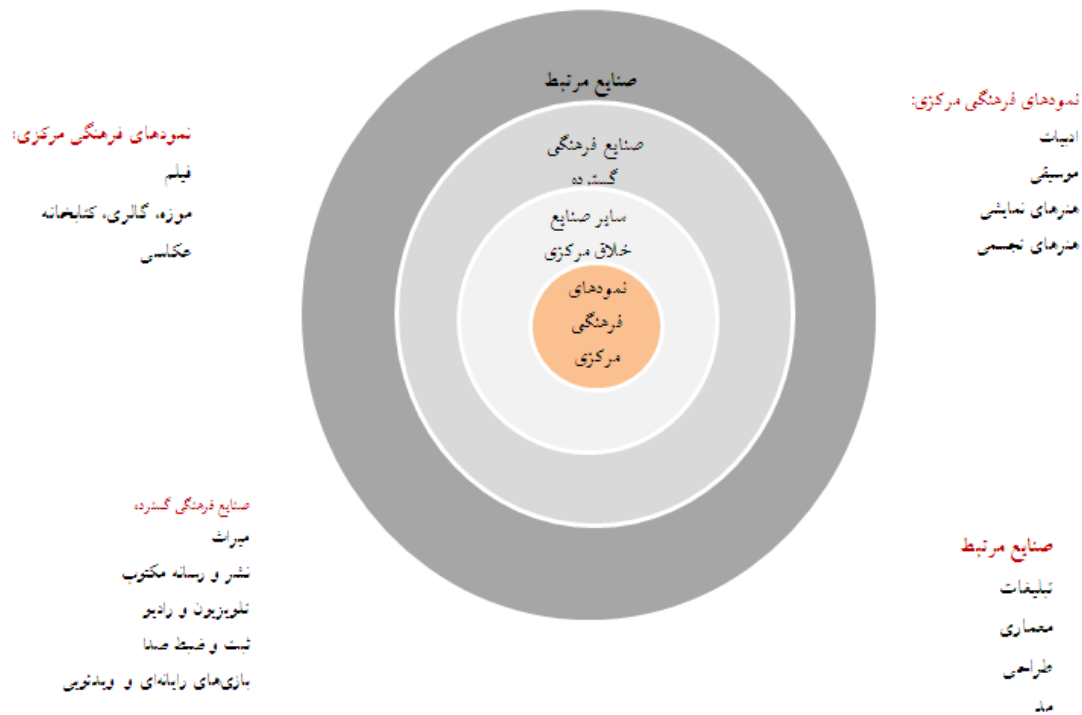 صنایع مرتبط
صنایع فرهنگی
گسترده
سایر صنایع
خلاق مرکزی
نمودهای
فرهنگی
مرکزی
نمودهای فرهنگی مرکزی:
ادبیات
موسیقی
هنرهای نمایشی
هنرهای تجسمی
نمودهای فرهنگی مرکزی:
فیلم
موزه، گالری، کتابخانه
عکاسی
صنایع فرهنگی گسترده
میراث
نشر و رسانه مکتوب
تلویزیون و رادیو
ثبت و ضبط صدا
بازی‌های رایانه‌ای و ویدئویی
صنایع مرتبط
تبلیغات
معماری
طراحی
مد